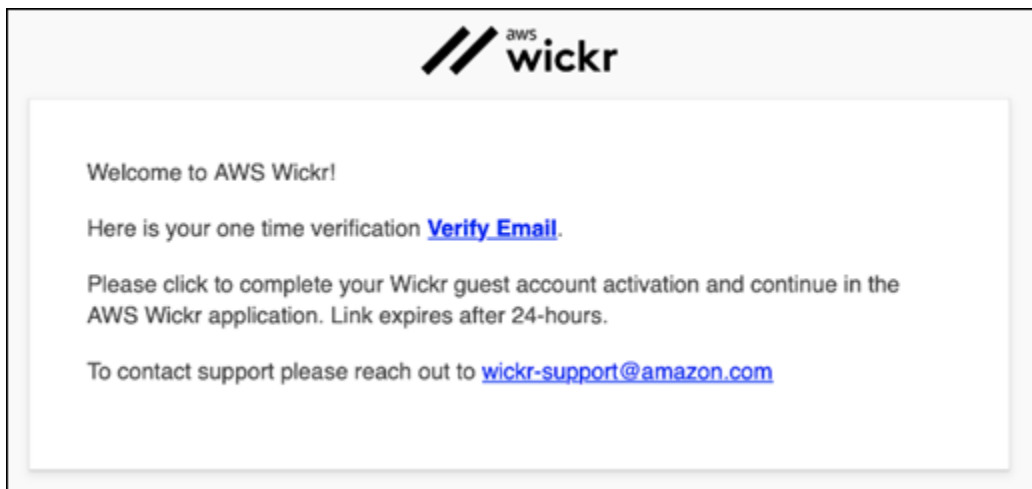 aws
wickr
Welcome to AWS Wickr!
Here is your one time verification Verify Email.
Please click to complete your Wickr guest account activation and continue in the
AWS Wickr application. Link expires after 24-hours.
To contact support please reach out to wickr-support@amazon.com